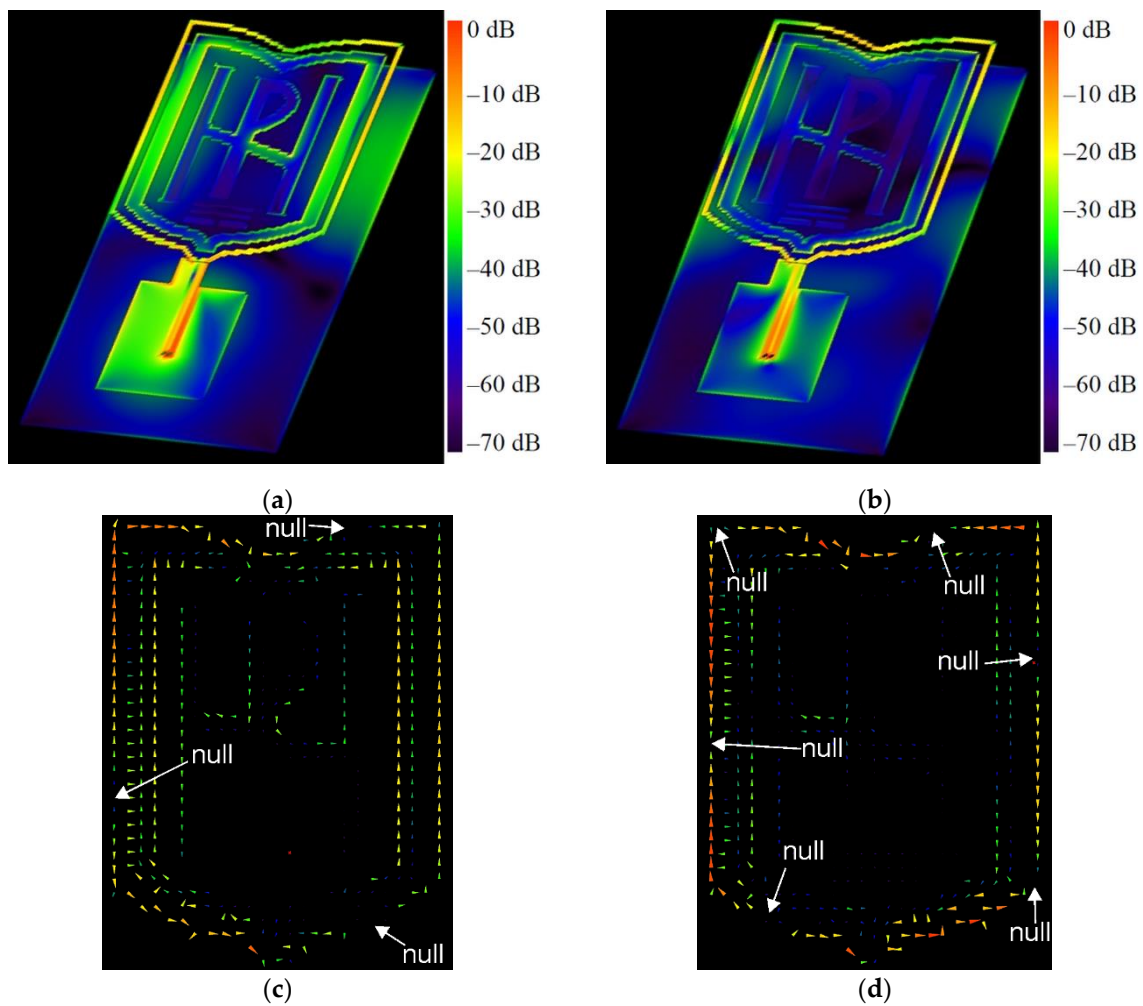 0 dB
–10 dB
–20 dB
–30 dB
–40 dB
–50 dB
–60 dB
–70 dB
(a)
0 dB
–10 dB
–20 dB
–30 dB
–40 dB
–50 dB
–60 dB
–70 dB
(b)
null
null
null
(c)
null
null
null
null
null
null
(d)